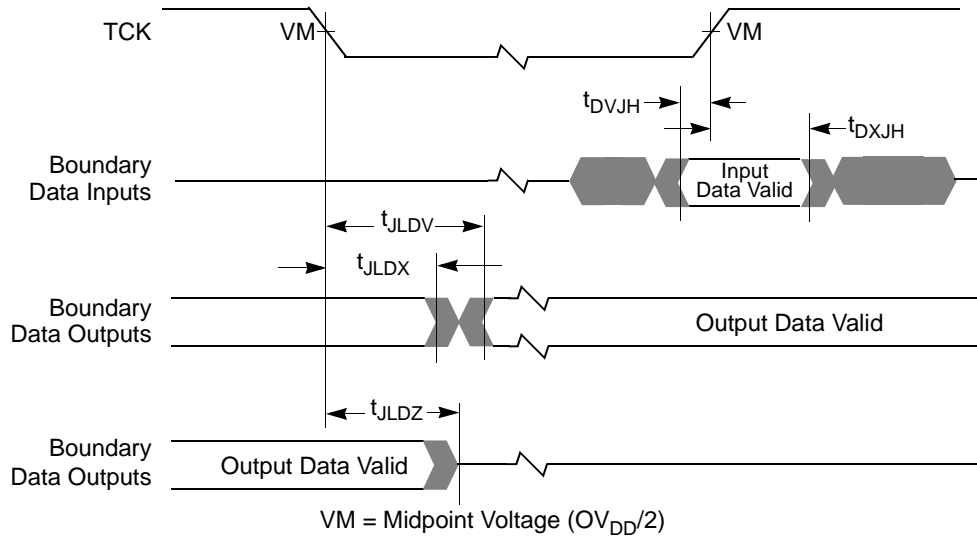 TCK
VM
VM
tDVJH
tDXJH
Boundary
Data Inputs
Input
Data Valid
tJLDV
tJLDX
Boundary
Data Outputs
Output Data Valid
tJLDZ
Boundary
Data Outputs
Output Data Valid
VM = Midpoint Voltage (OVDD/2)